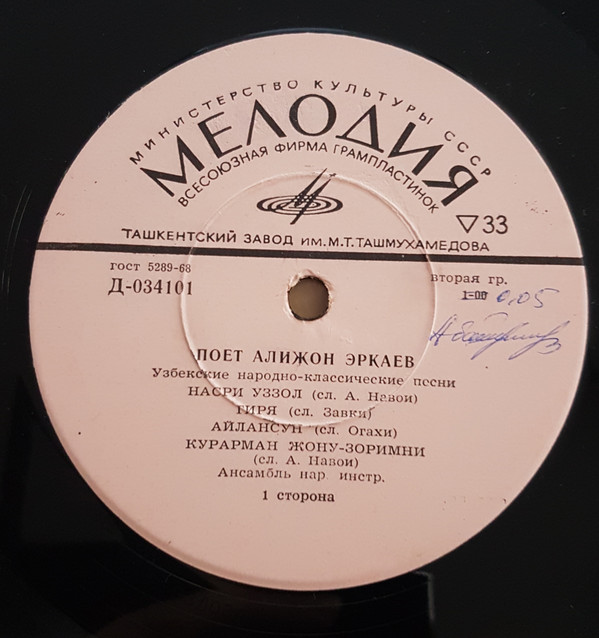 МИНИСТЕРСТВО КУЛЬТУРЫ СССР
МЕЛОДИЯ
ВСЕСОЮЗНАЯ ФИРМА ГРАМПЛАСТИНОК
▽33
ТАШКЕНТСКИЙ ЗАВОД ИМ. М.Т. ТАШМУХАМЕДОВА
гост 5289-68
Д-034101
вторая гр.
1-00 0,05
ПОЕТ АЛИЖОН ЭРКАЕВ
Узбекские народно-классические песни
НАСРИ УЗЗОЛ (сл. А. Навои)
ГИРЯ (сл. Завки)
АЙЛАНСУН (сл. Огахи)
КУРАРМАН ЖОНУ-ЗОРИМНИ
(сл. А. Навои)
Ансамбль нар. инстр.
1 сторона